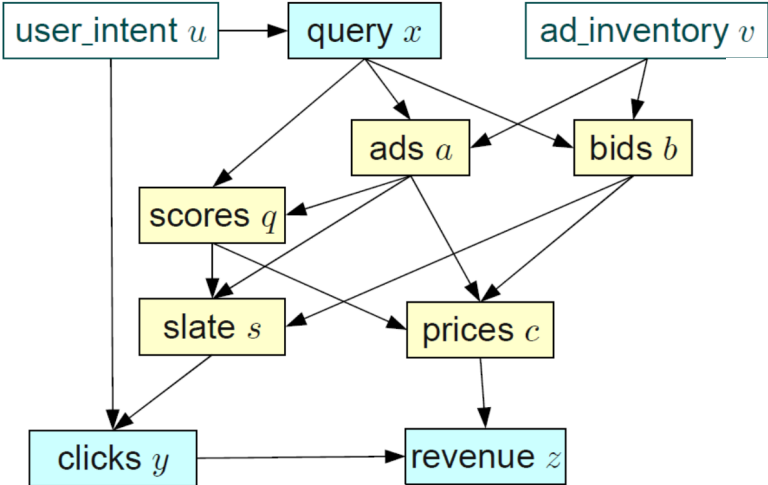 user_intent u
query x
ad_inventory v
ads a
bids b
scores q
slate s
prices c
clicks y
revenue z